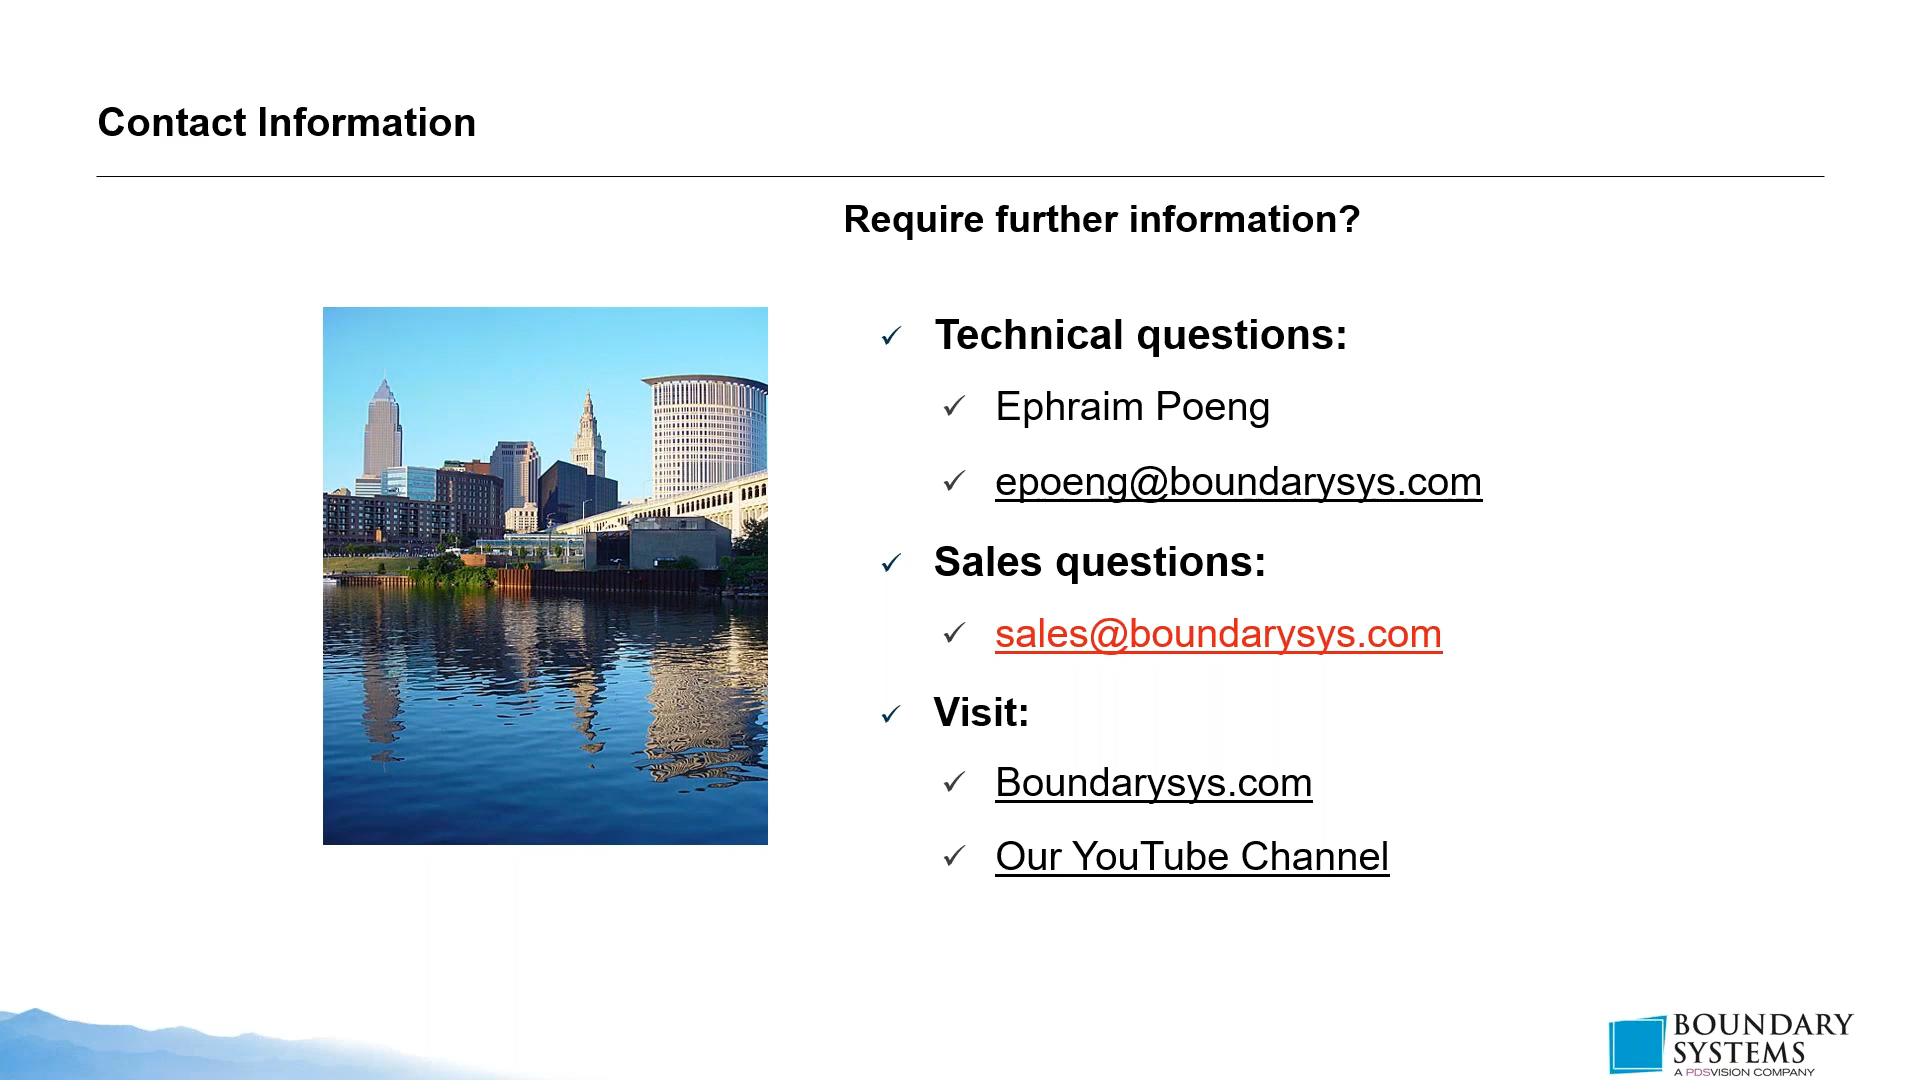 Contact Information
Require further information?
Technical questions:
Ephraim Poeng
epoeng@boundarysys.com
Sales questions:
sales@boundarysys.com
Visit:
Boundarysys.com
Our YouTube Channel
BOUNDARY
SYSTEMS
A PDSVISION COMPANY